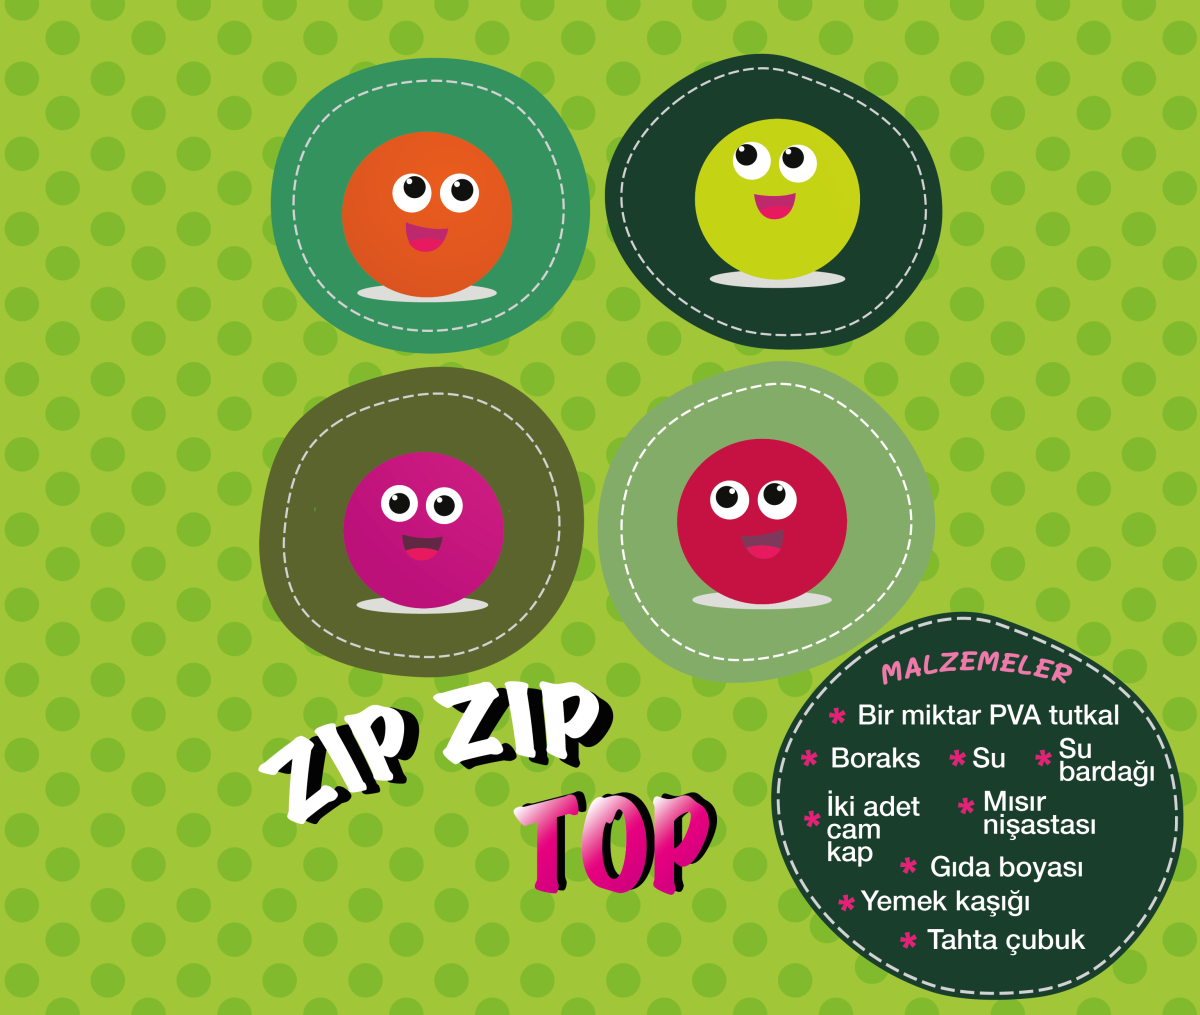 ZIP ZIP
TOP
MALZEMELER
* Bir miktar PVA tutkal
* Boraks * Su * Su bardağı
* İki adet cam kap * Mısır nişastası
* Gıda boyası
* Yemek kaşığı
* Tahta çubuk